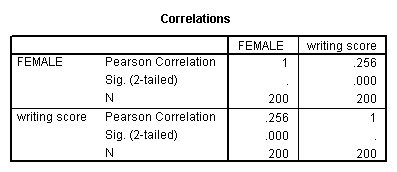 Correlations
FEMALE writing score
FEMALE Pearson Correlation 1 .256
Sig. (2-tailed) . .000
N 200 200
writing score Pearson Correlation .256 1
Sig. (2-tailed) .000 .
N 200 200